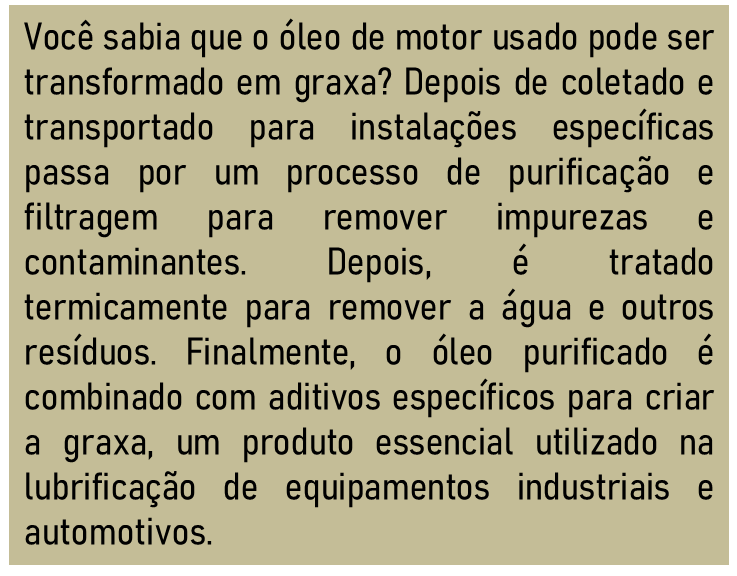 Você sabia que o óleo de motor usado pode ser
transformado em graxa? Depois de coletado e
transportado para instalações específicas
passa por um processo de purificação e
filtragem para remover impurezas e
contaminantes. Depois, é tratado
termicamente para remover a água e outros
resíduos. Finalmente, o óleo purificado é
combinado com aditivos específicos para criar
a graxa, um produto essencial utilizado na
lubrificação de equipamentos industriais e
automotivos.